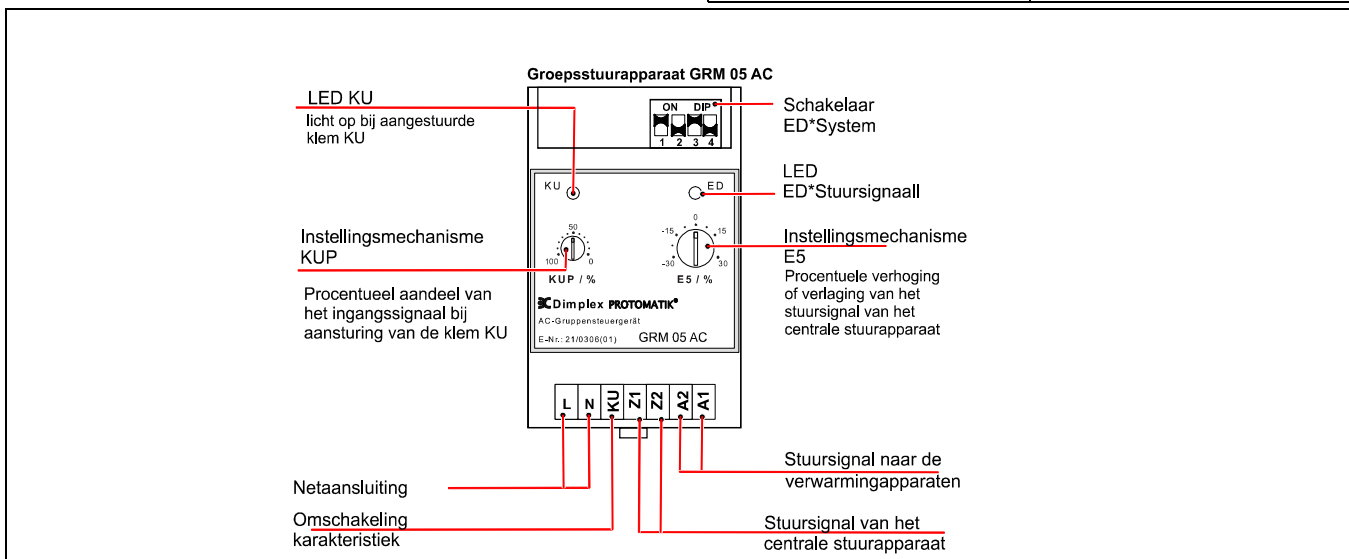 Groepsstuurapparaat GRM 05 AC
LED KU
licht op bij aangestuurde
klem KU
ON DIP
1 2 3 4
Schakelaar
ED*System
LED
ED*Stuursignaall
KU
ED
Instellingsmechanisme
KUP
Procentueel aandeel van
het ingangssignaal bij
aansturing van de klem KU
50
100 0
KUP / %
0
-15 15
-30 30
E5 / %
Instellingsmechanisme
E5
Procentuele verhoging
of verlaging van het
stuursignal van het
centrale stuurapparaat
Dimplex PROTOMATIK®
AC-Gruppensteuergerät
E-Nr.: 21/0306(01) GRM 05 AC
L N KU Z1 Z2 A2 A1
Netaansluiting
Omschakeling
karakteristiek
Stuursignal naar de
verwarmingapparaten
Stuursignal van het
centrale stuurapparaat